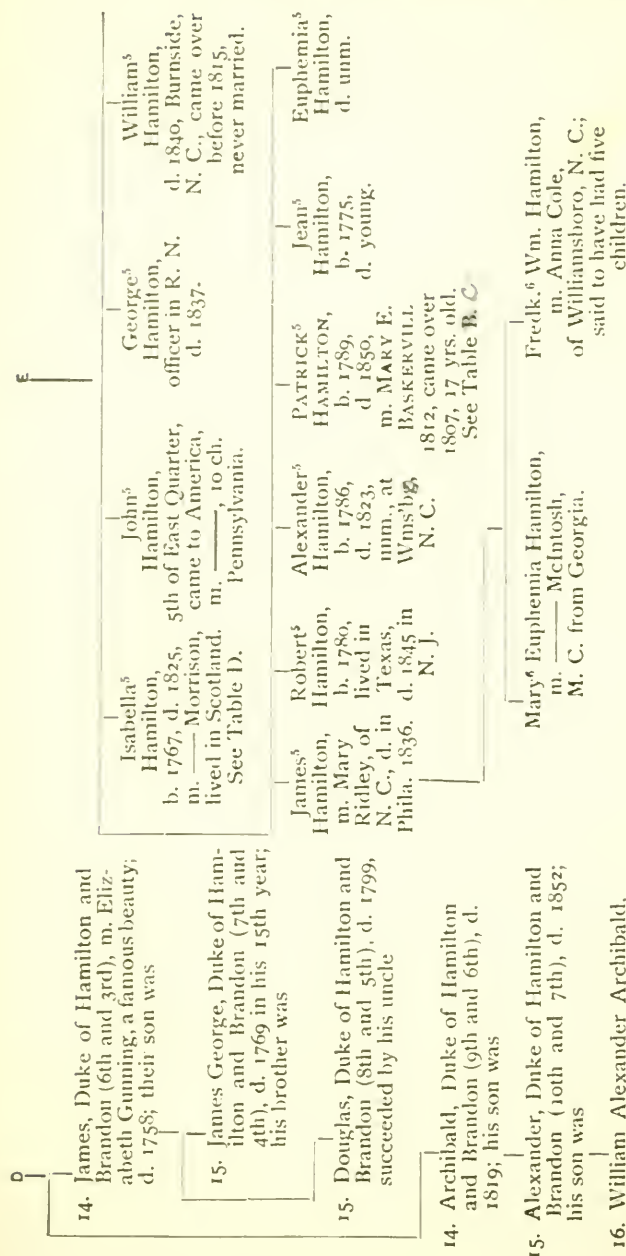 D
14. James, Duke of Hamilton and
Brandon (6th and 3rd), m. Eliz-
abeth Gunning, a famous beauty;
d. 1758; their son was
15. James George, Duke of Ham-
ilton and Brandon (7th and
4th), d. 1769 in his 15th year;
his brother was
15. Douglas, Duke of Hamilton and
Brandon (8th and 5th), d. 1799,
succeeded by his uncle
14. Archibald, Duke of Hamilton
and Brandon (9th and 6th), d.
1819; his son was
15. Alexander, Duke of Hamilton and
Brandon (10th and 7th), d. 1852;
his son was
16. William Alexander Archibald,
E
Isabella⁵
Hamilton,
b. 1767, d. 1825,
m. —— Morrison,
lived in Scotland.
See Table D.
John⁵
Hamilton,
5th of East Quarter,
came to America,
m. ——, 10 ch.
Pennsylvania.
George⁵
Hamilton,
officer in R. N.
d. 1837.
William⁵
Hamilton,
d. 1840, Burnside,
N. C., came over
before 1815,
never married.
James⁵
Hamilton,
m. Mary
Ridley, of
N. C., d. in
Phila. 1836.
Robert⁵
Hamilton,
b. 1780,
lived in
Texas,
d. 1845 in
N. J.
Alexander⁵
Hamilton,
b. 1786,
d. 1823,
unm., at
Wms'bg,
N. C.
PATRICK⁵
HAMILTON,
b. 1789,
d 1850,
m. MARY E.
BASKERVILL
1812, came over
1807, 17 yrs. old.
See Table B. C
Jean⁵
Hamilton,
b. 1775,
d. young.
Euphemia⁵
Hamilton,
d. unm.
Mary⁶ Euphemia Hamilton,
m. —— McIntosh,
M. C. from Georgia.
Fredk.⁶ Wm. Hamilton,
m. Anna Cole,
of Williamsboro, N. C.;
said to have had five
children.